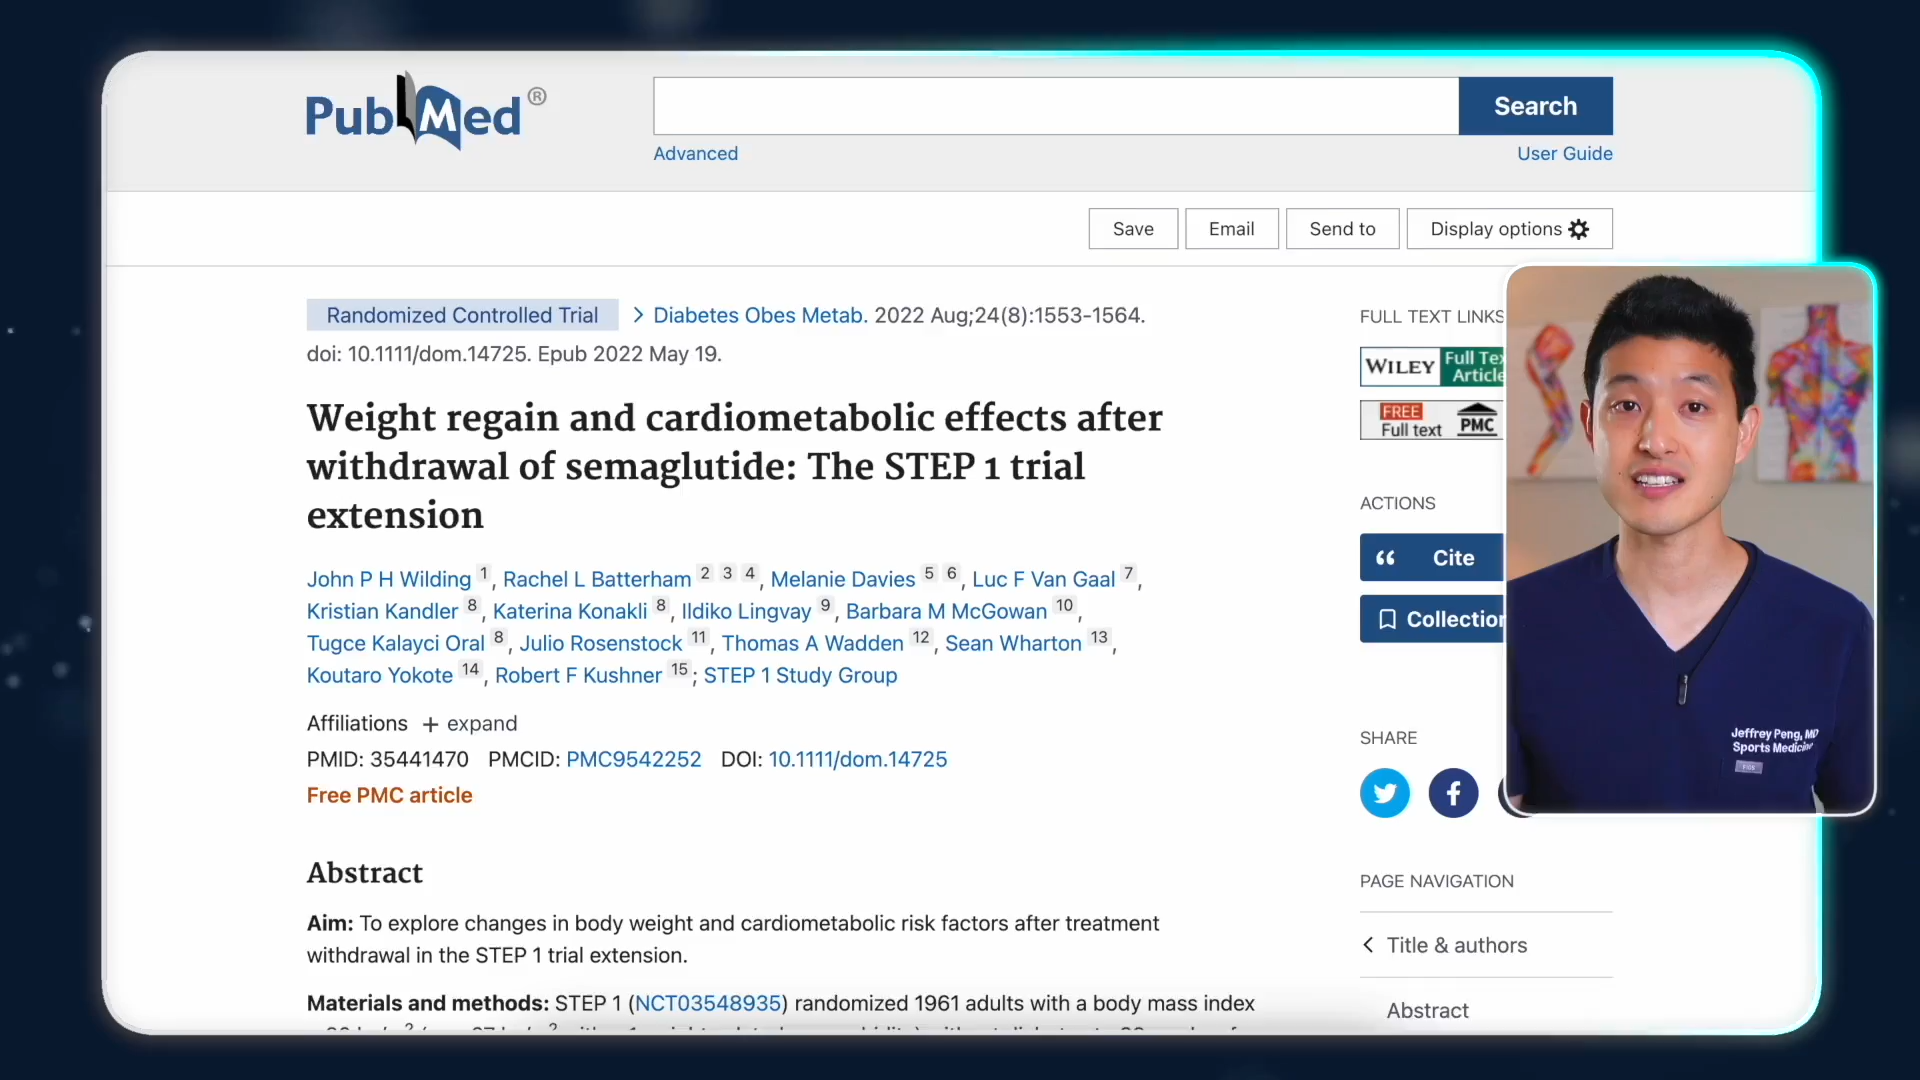 PubMed®
Search
Advanced
User Guide
Save
Email
Send to
Display options
Randomized Controlled Trial
Diabetes Obes Metab. 2022 Aug;24(8):1553-1564.
doi: 10.1111/dom.14725. Epub 2022 May 19.
Weight regain and cardiometabolic effects after
withdrawal of semaglutide: The STEP 1 trial
extension
John P H Wilding 1, Rachel L Batterham 2 3 4, Melanie Davies 5 6, Luc F Van Gaal 7,
Kristian Kandler 8, Katerina Konakli 8, Ildiko Lingvay 9, Barbara M McGowan 10,
Tugce Kalayci Oral 8, Julio Rosenstock 11, Thomas A Wadden 12, Sean Wharton 13,
Koutaro Yokote 14, Robert F Kushner 15; STEP 1 Study Group
Affiliations + expand
PMID: 35441470 PMCID: PMC9542252 DOI: 10.1111/dom.14725
Free PMC article
Abstract
Aim: To explore changes in body weight and cardiometabolic risk factors after treatment
withdrawal in the STEP 1 trial extension.
Materials and methods: STEP 1 (NCT03548935) randomized 1961 adults with a body mass index
FULL TEXT LINKS
WILEY Full Tex
Article
FREE
Full text PMC
ACTIONS
Cite
Collection
SHARE
PAGE NAVIGATION
Title & authors
Abstract
Jeffrey Peng, MD
Sports Medicine